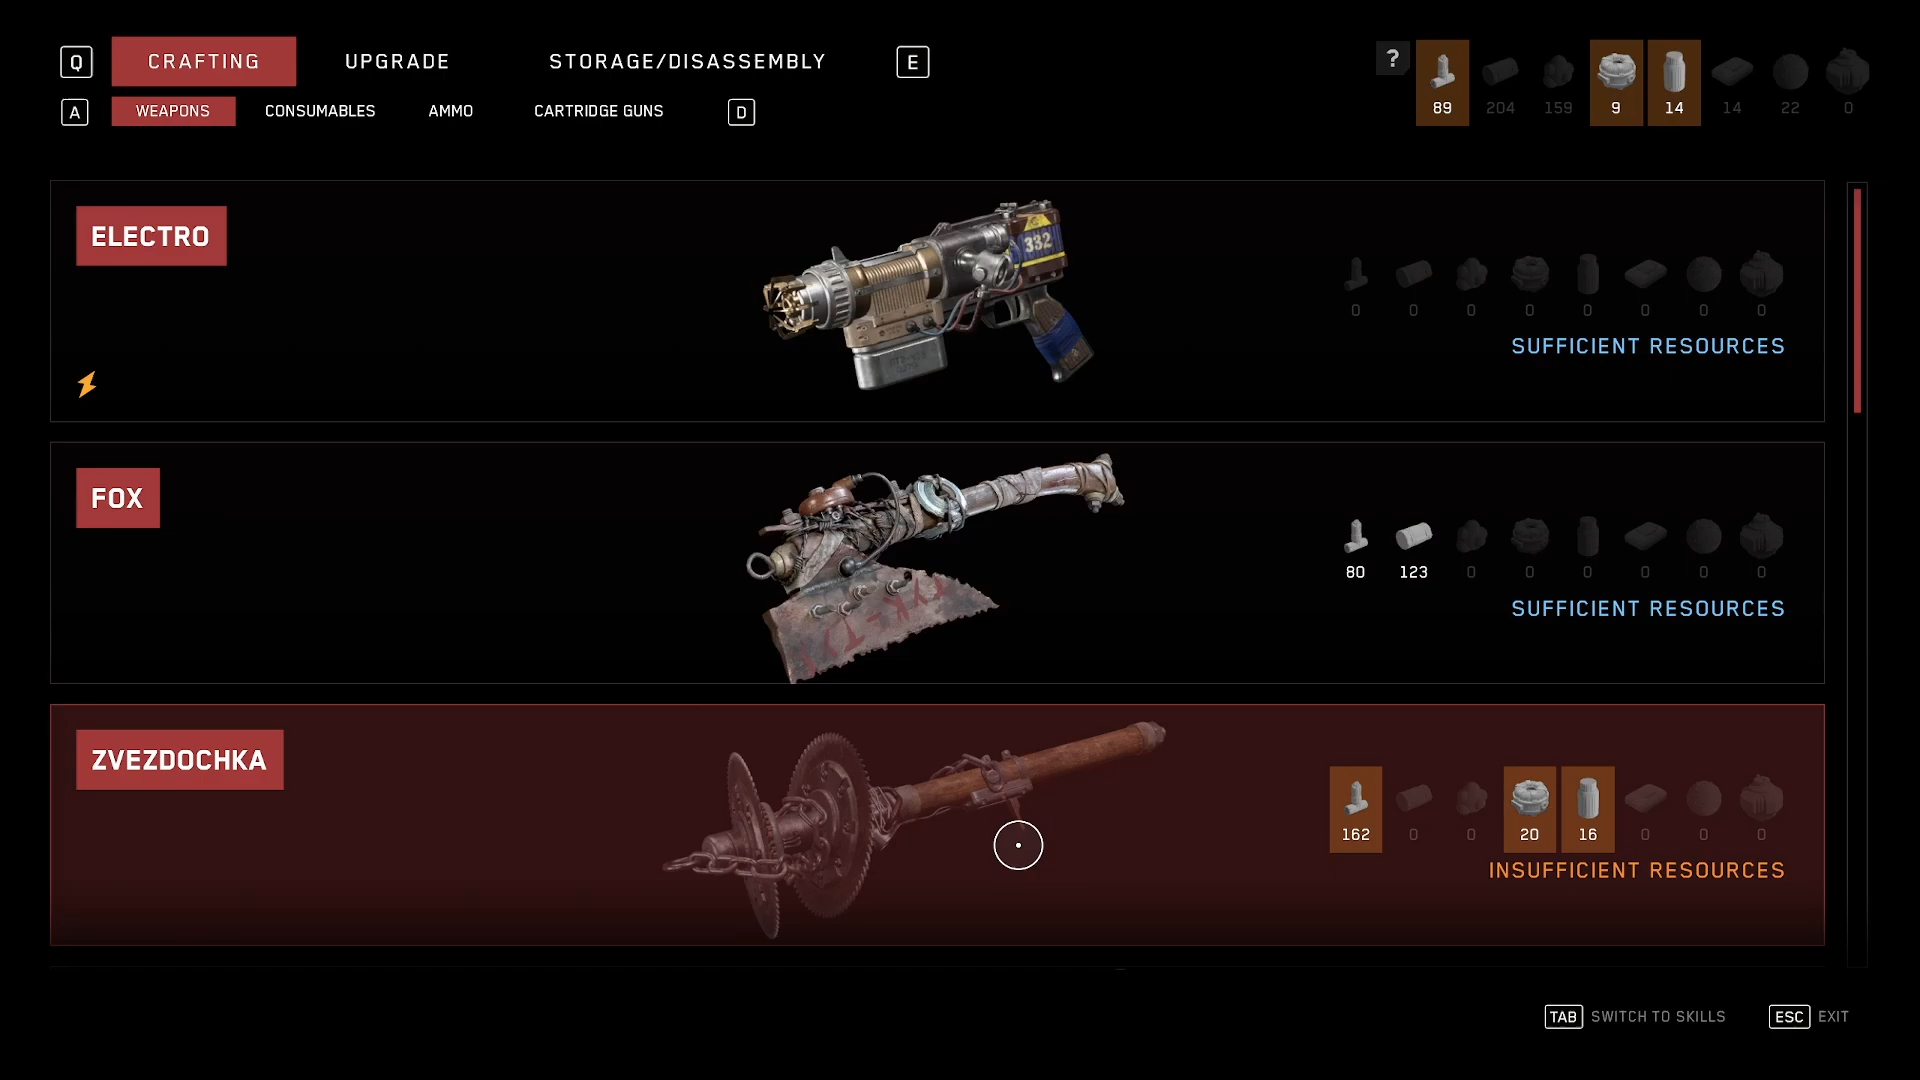 Q CRAFTING UPGRADE STORAGE/DISASSEMBLY E
A WEAPONS CONSUMABLES AMMO CARTRIDGE GUNS D
?
89 204 159 9 14 14 22 0
ELECTRO
332
0 0 0 0 0 0 0 0
SUFFICIENT RESOURCES
FOX
80 123 0 0 0 0 0 0
SUFFICIENT RESOURCES
ZVEZDOCHKA
162 0 0 20 16 0 0 0
INSUFFICIENT RESOURCES
TAB SWITCH TO SKILLS ESC EXIT